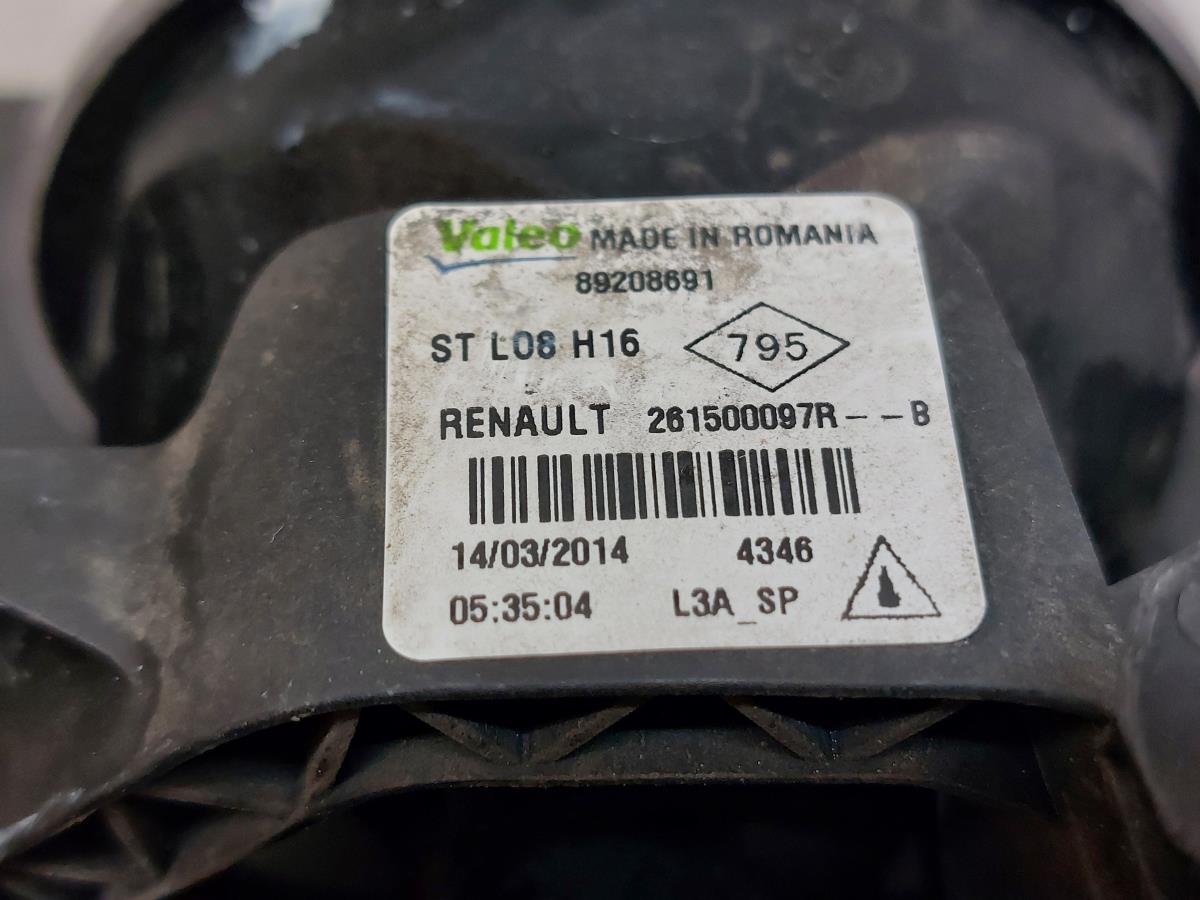 Valeo MADE IN ROMANIA
89208691
ST L08 H16 795
RENAULT 261500097R--B
14/03/2014 4346
05:35:04 L3A_SP